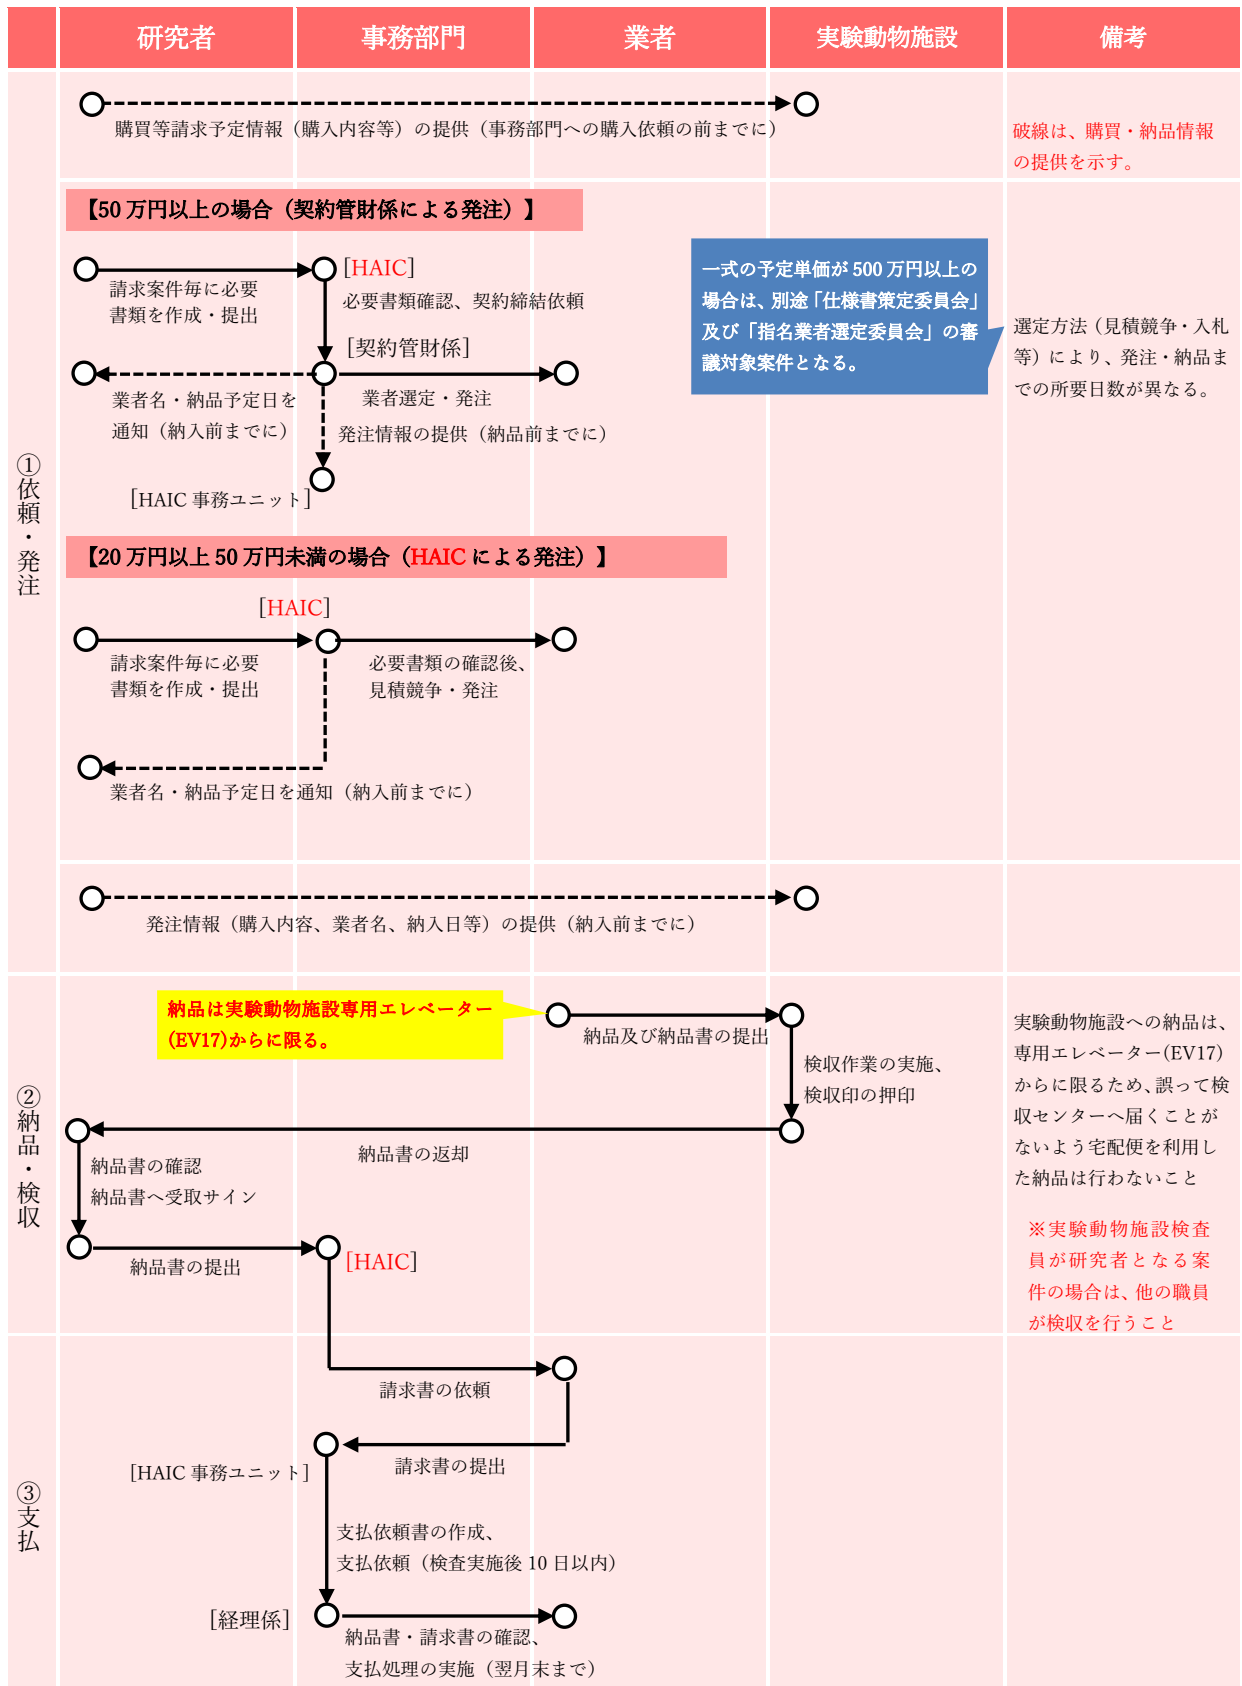 研究者
事務部門
業者
実験動物施設
備考
①依頼・発注
購買等請求予定情報（購入内容等）の提供（事務部門への購入依頼の前までに）
破線は、購買・納品情報
の提供を示す。
【50 万円以上の場合（契約管財係による発注）】
[HAIC]
請求案件毎に必要
書類を作成・提出
必要書類確認、契約締結依頼
[契約管財係]
業者名・納品予定日を
通知（納入前までに）
業者選定・発注
発注情報の提供（納品前までに）
[HAIC 事務ユニット]
一式の予定単価が 500 万円以上の
場合は、別途「仕様書策定委員会」
及び「指名業者選定委員会」の審
議対象案件となる。
選定方法（見積競争・入札
等）により、発注・納品ま
での所要日数が異なる。
【20 万円以上 50 万円未満の場合（HAIC による発注）】
[HAIC]
請求案件毎に必要
書類を作成・提出
必要書類の確認後、
見積競争・発注
業者名・納品予定日を通知（納入前までに）
発注情報（購入内容、業者名、納入日等）の提供（納入前までに）
②納品・検収
納品は実験動物施設専用エレベーター
(EV17)からに限る。
納品及び納品書の提出
検収作業の実施、
検収印の押印
納品書の返却
納品書の確認
納品書へ受取サイン
納品書の提出
[HAIC]
実験動物施設への納品は、
専用エレベーター(EV17)
からに限るため、誤って検
収センターへ届くことが
ないよう宅配便を利用し
た納品は行わないこと
※実験動物施設検査
員が研究者となる案
件の場合は、他の職員
が検収を行うこと
③支払
請求書の依頼
請求書の提出
[HAIC 事務ユニット]
支払依頼書の作成、
支払依頼（検査実施後 10 日以内）
[経理係]
納品書・請求書の確認、
支払処理の実施（翌月末まで）